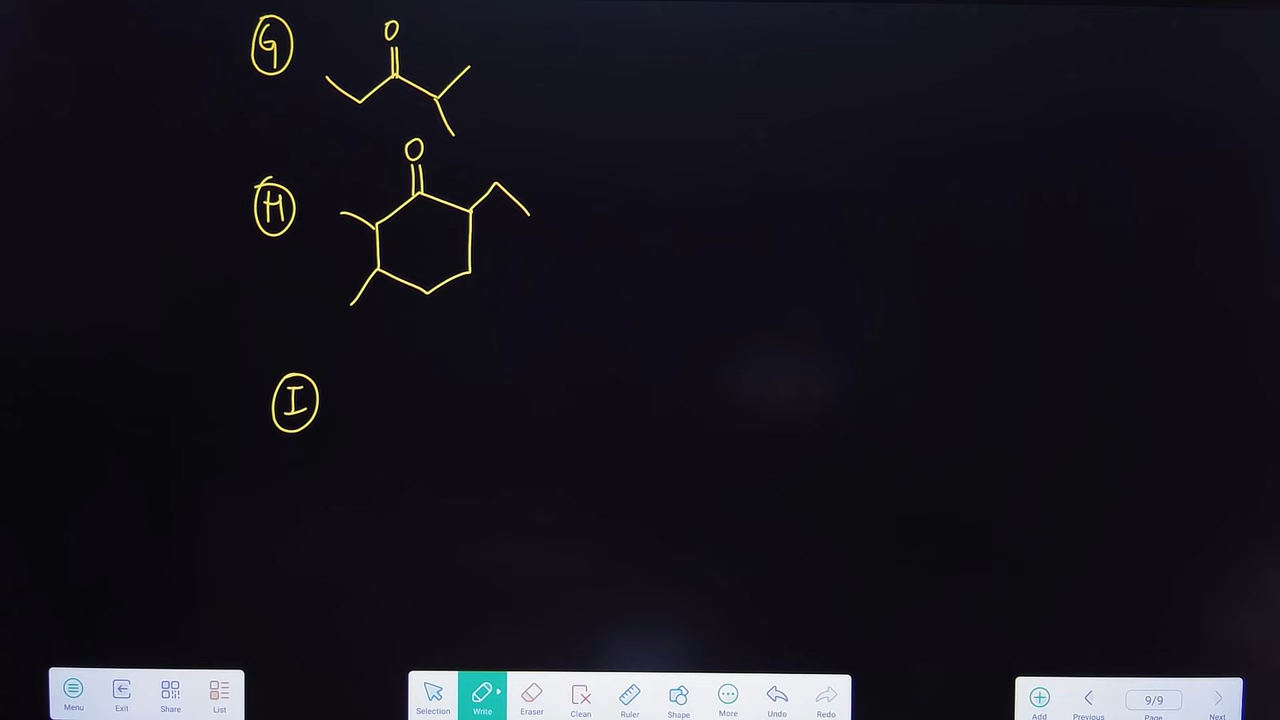 G
O
O
H
I
Menu
Exit
Share
List
Selection
Write
Eraser
Clean
Ruler
Shape
More
Undo
Redo
Add
Previous
9/9
Page
Next